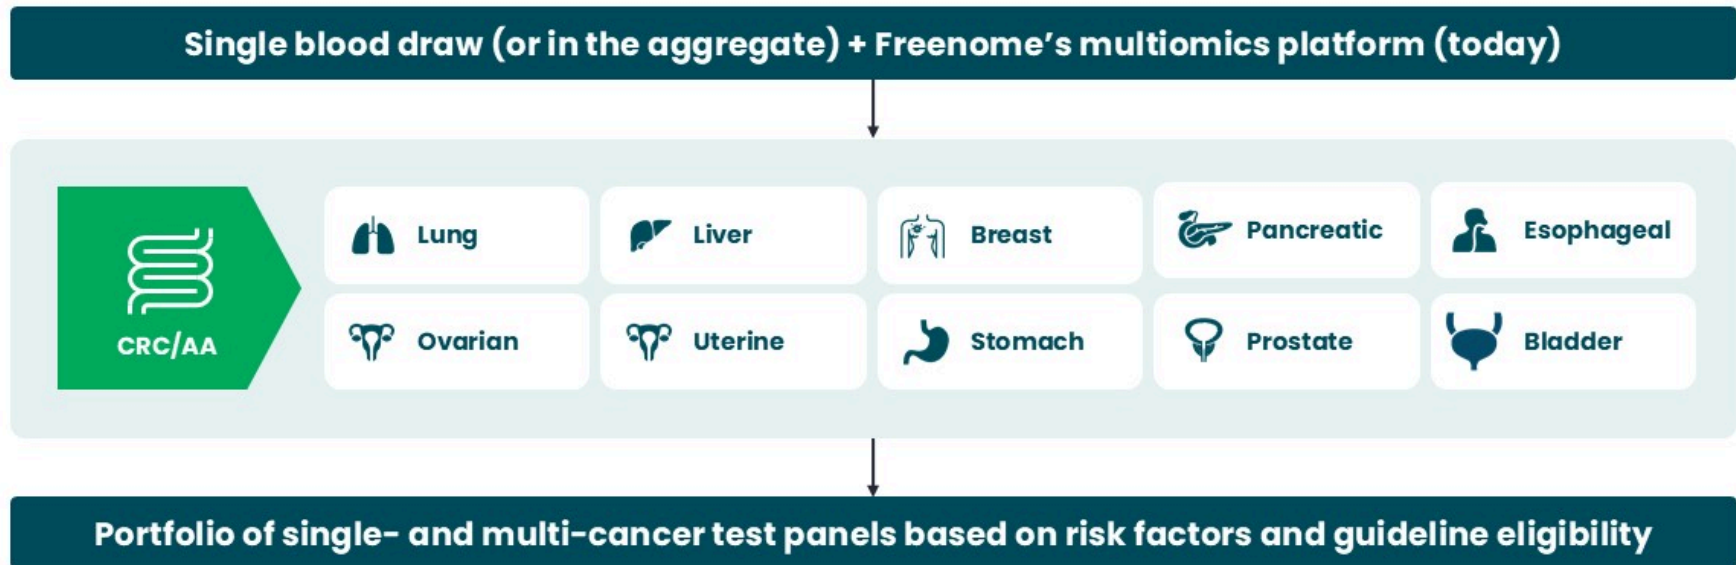 Single blood draw (or in the aggregate) + Freenome’s multiomics platform (today)
CRC/AA
Lung
Liver
Breast
Pancreatic
Esophageal
Ovarian
Uterine
Stomach
Prostate
Bladder
Portfolio of single- and multi-cancer test panels based on risk factors and guideline eligibility